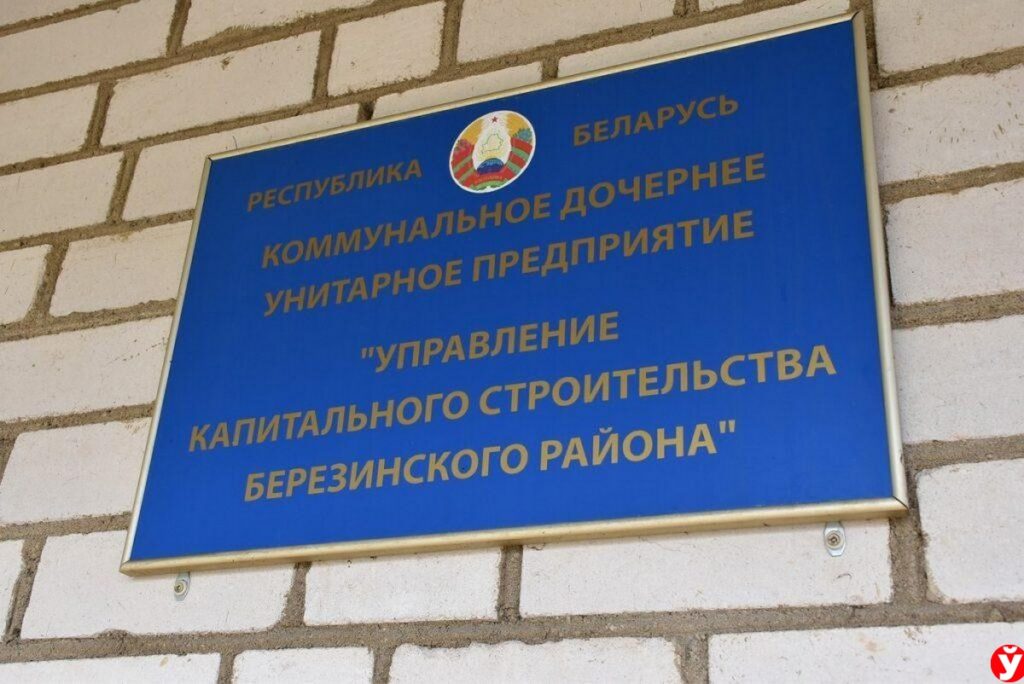 РЕСПУБЛИКА БЕЛАРУСЬ
КОММУНАЛЬНОЕ ДОЧЕРНЕЕ
УНИТАРНОЕ ПРЕДПРИЯТИЕ
"УПРАВЛЕНИЕ
КАПИТАЛЬНОГО СТРОИТЕЛЬСТВА
БЕРЕЗИНСКОГО РАЙОНА"
Ў